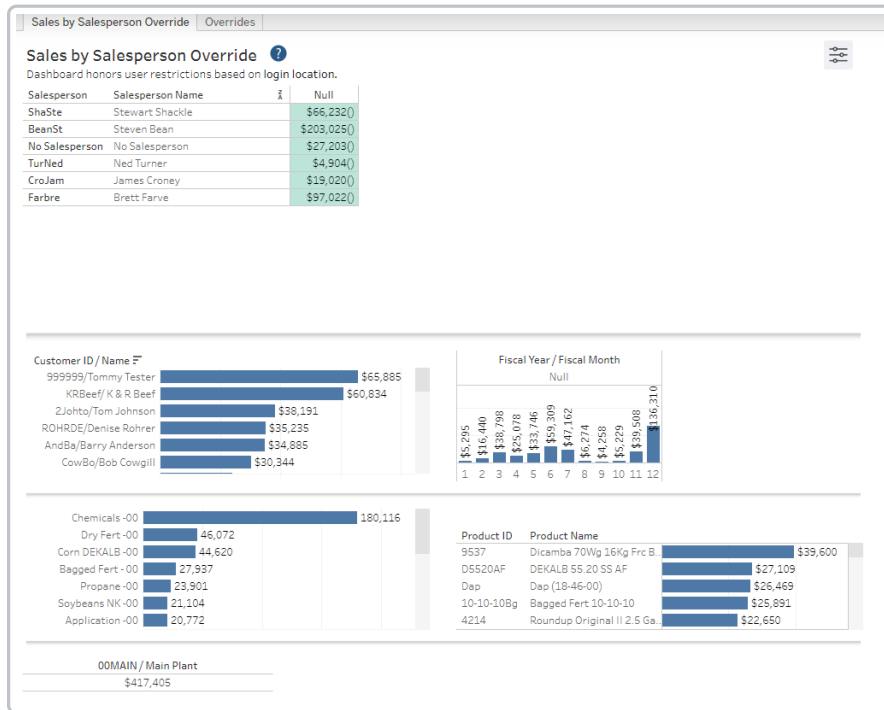 Sales by Salesperson Override Overrides
Sales by Salesperson Override ?
Dashboard honors user restrictions based on login location.
Salesperson Salesperson Name Null
ShaSte Stewart Shackle $66,232()
BeanSt Steven Bean $203,025()
No Salesperson No Salesperson $27,203()
TurNed Ned Turner $4,904()
CroJam James Croney $19,020()
Farbre Brett Farve $97,022()
Customer ID / Name
999999/Tommy Tester $65,885
KRBeef/ K & R Beef $60,834
2Johto/Tom Johnson $38,191
ROHRDE/Denise Rohrer $35,235
AndBa/Barry Anderson $34,885
CowBo/Bob Cowgill $30,344
Fiscal Year / Fiscal Month
Null
$5,295 $16,440 $38,798 $25,078 $33,746 $59,309 $47,162 $6,274 $4,258 $5,229 $39,508 $136,310
1 2 3 4 5 6 7 8 9 10 11 12
Chemicals -00 180,116
Dry Fert -00 46,072
Corn DEKALB -00 44,620
Bagged Fert - 00 27,937
Propane -00 23,901
Soybeans NK -00 21,104
Application -00 20,772
Product ID Product Name
9537 Dicamba 70Wg 16Kg Frc B.. $39,600
D5520AF DEKALB 55.20 SS AF $27,109
Dap Dap (18-46-00) $26,469
10-10-10Bg Bagged Fert 10-10-10 $25,891
4214 Roundup Original II 2.5 Ga.. $22,650
00MAIN / Main Plant
$417,405